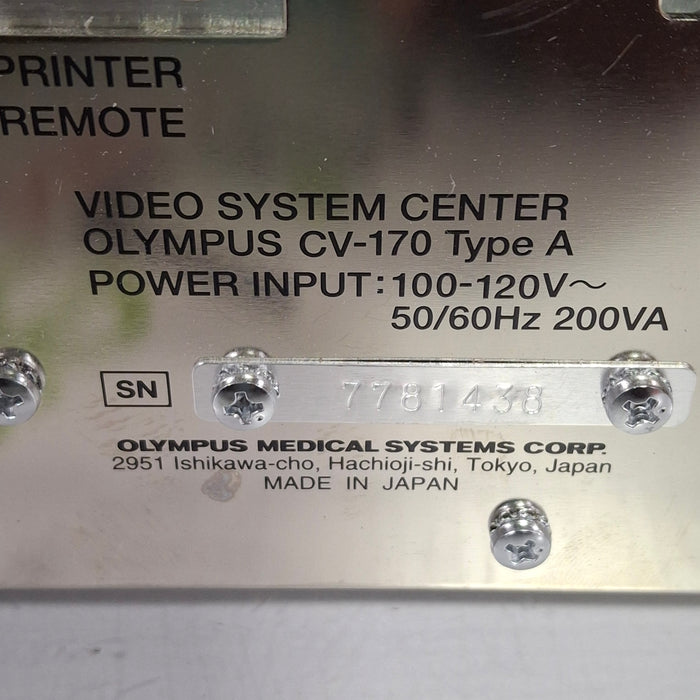 PRINTER
REMOTE
VIDEO SYSTEM CENTER
OLYMPUS CV-170 Type A
POWER INPUT: 100-120V～
50/60Hz 200VA
SN 7781438
OLYMPUS MEDICAL SYSTEMS CORP.
2951 Ishikawa-cho, Hachioji-shi, Tokyo, Japan
MADE IN JAPAN